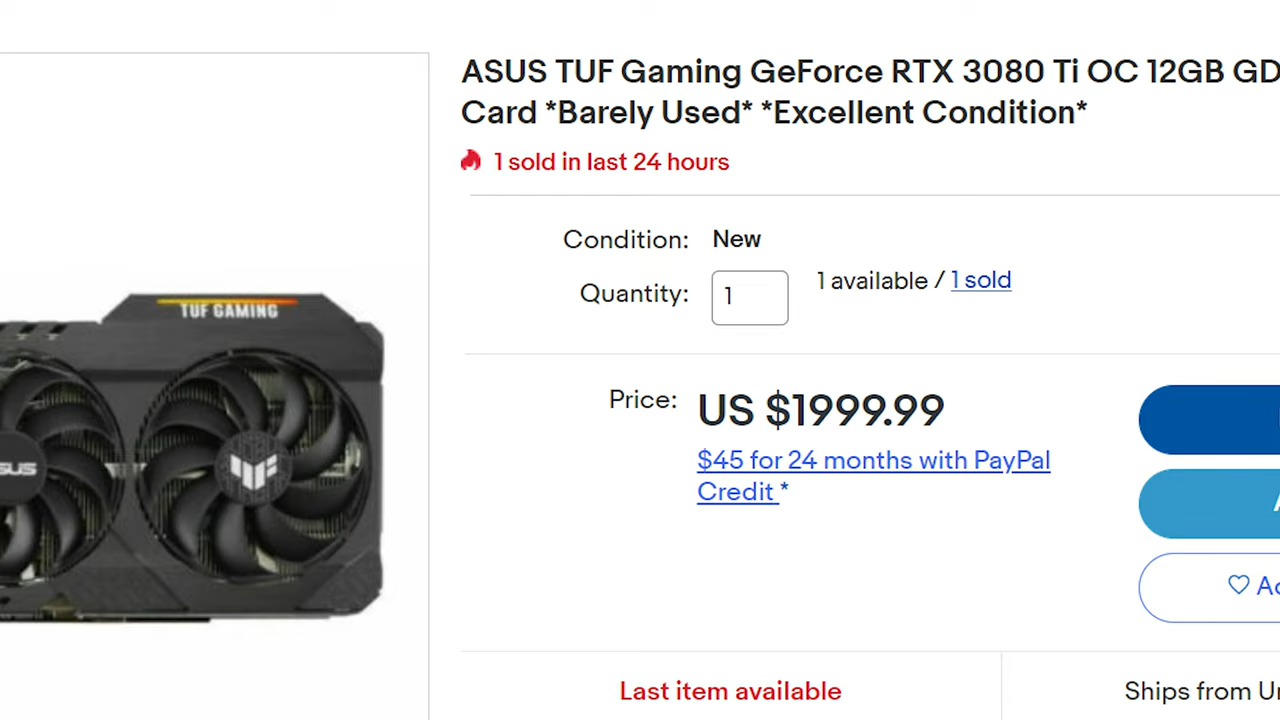 ASUS TUF Gaming GeForce RTX 3080 Ti OC 12GB GD
Card *Barely Used* *Excellent Condition*
1 sold in last 24 hours
Condition: New
Quantity: 1 1 available / 1 sold
TUF GAMING
Price: US $1999.99
$45 for 24 months with PayPal
Credit *
SUS
Last item available
Ships from